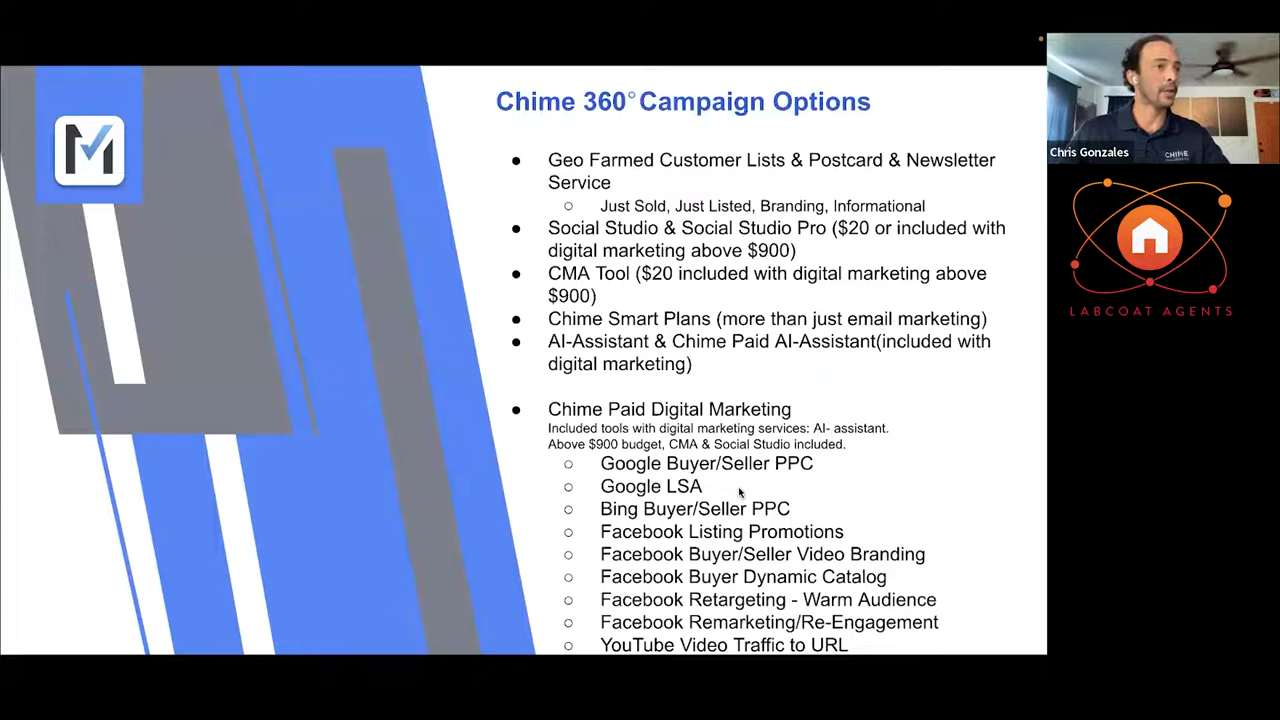 Chime 360° Campaign Options
● Geo Farmed Customer Lists & Postcard & Newsletter
Service
○ Just Sold, Just Listed, Branding, Informational
● Social Studio & Social Studio Pro ($20 or included with
digital marketing above $900)
● CMA Tool ($20 included with digital marketing above
$900)
● Chime Smart Plans (more than just email marketing)
● AI-Assistant & Chime Paid AI-Assistant(included with
digital marketing)
● Chime Paid Digital Marketing
Included tools with digital marketing services: AI- assistant.
Above $900 budget, CMA & Social Studio included.
○ Google Buyer/Seller PPC
○ Google LSA
○ Bing Buyer/Seller PPC
○ Facebook Listing Promotions
○ Facebook Buyer/Seller Video Branding
○ Facebook Buyer Dynamic Catalog
○ Facebook Retargeting - Warm Audience
○ Facebook Remarketing/Re-Engagement
○ YouTube Video Traffic to URL
Chris Gonzales
CHIME
LABCOAT AGENTS